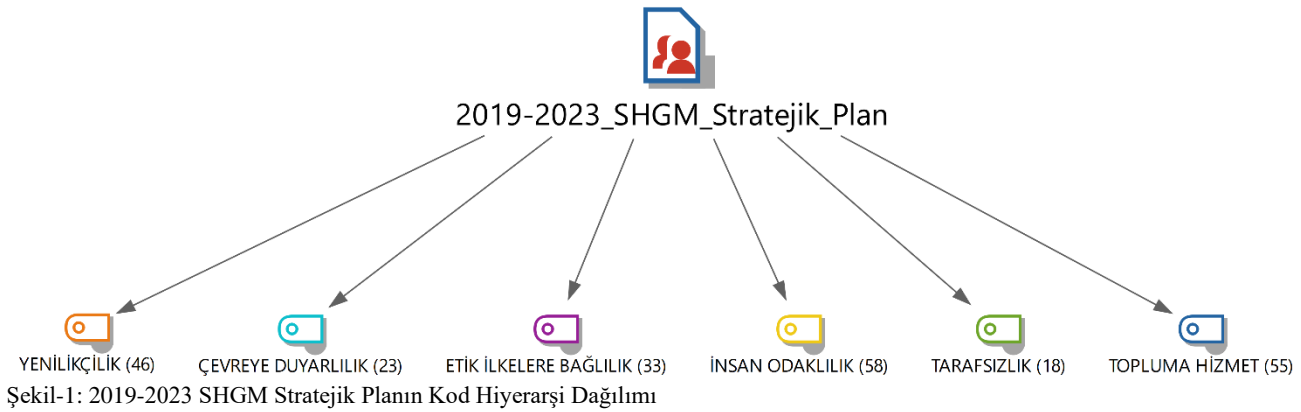 2019-2023_SHGM_Stratejik_Plan
YENİLİKÇİLİK (46)
ÇEVREYE DUYARLILIK (23)
ETİK İLKELERE BAĞLILIK (33)
İNSAN ODAKLILIK (58)
TARAFSIZLIK (18)
TOPLUMA HİZMET (55)
Şekil-1: 2019-2023 SHGM Stratejik Planın Kod Hiyerarşi Dağılımı